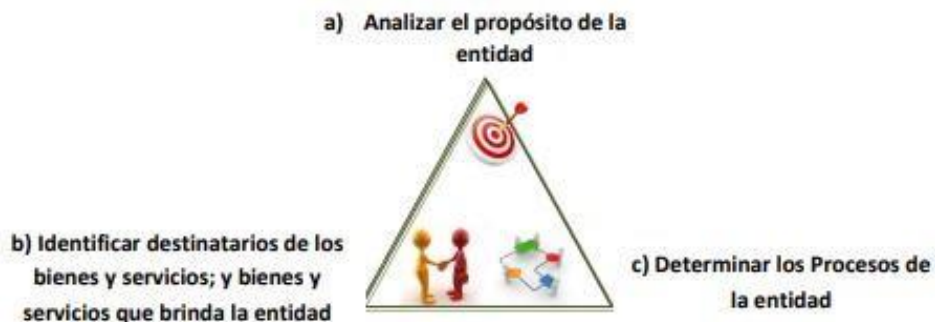 a) Analizar el propósito de la
entidad
b) Identificar destinatarios de los
bienes y servicios; y bienes y
servicios que brinda la entidad
c) Determinar los Procesos de
la entidad